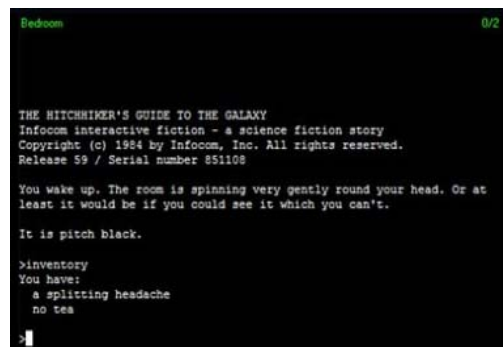 Bedroom 0/2
THE HITCHHIKER'S GUIDE TO THE GALAXY
Infocom interactive fiction - a science fiction story
Copyright (c) 1984 by Infocom, Inc. All rights reserved.
Release 59 / Serial number 851108
You wake up. The room is spinning very gently round your head. Or at
least it would be if you could see it which you can't.
It is pitch black.
>inventory
You have:
a splitting headache
no tea
>